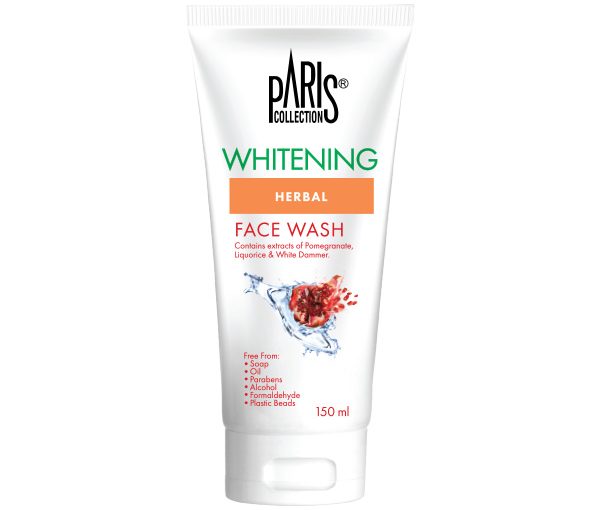 PARIS®
COLLECTION
WHITENING
HERBAL
FACE WASH
Contains extracts of Pomegranate,
Liquorice & White Dammer.
Free From:
• Soap
• Oil
• Parabens
• Alcohol
• Formaldehyde
• Plastic Beads
150 ml